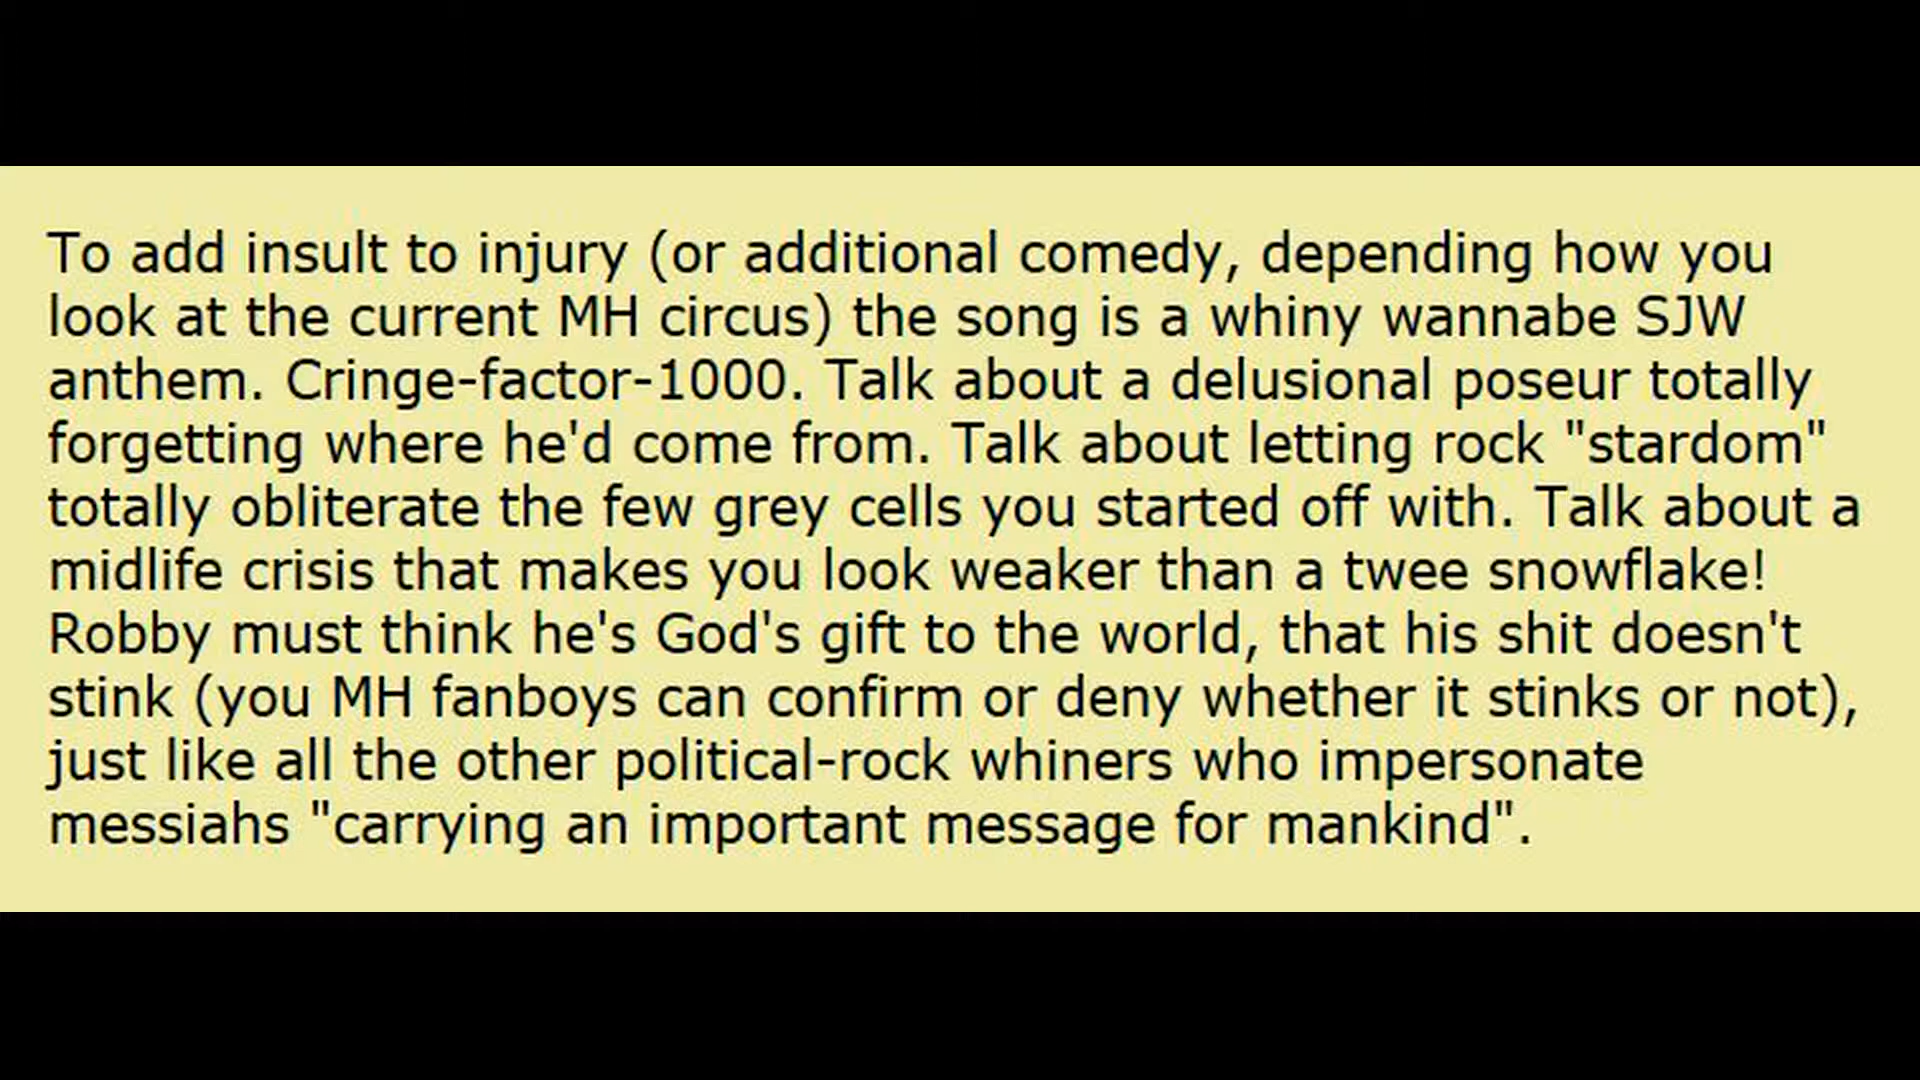 To add insult to injury (or additional comedy, depending how you
look at the current MH circus) the song is a whiny wannabe SJW
anthem. Cringe-factor-1000. Talk about a delusional poseur totally
forgetting where he'd come from. Talk about letting rock "stardom"
totally obliterate the few grey cells you started off with. Talk about a
midlife crisis that makes you look weaker than a twee snowflake!
Robby must think he's God's gift to the world, that his shit doesn't
stink (you MH fanboys can confirm or deny whether it stinks or not),
just like all the other political-rock whiners who impersonate
messiahs "carrying an important message for mankind".